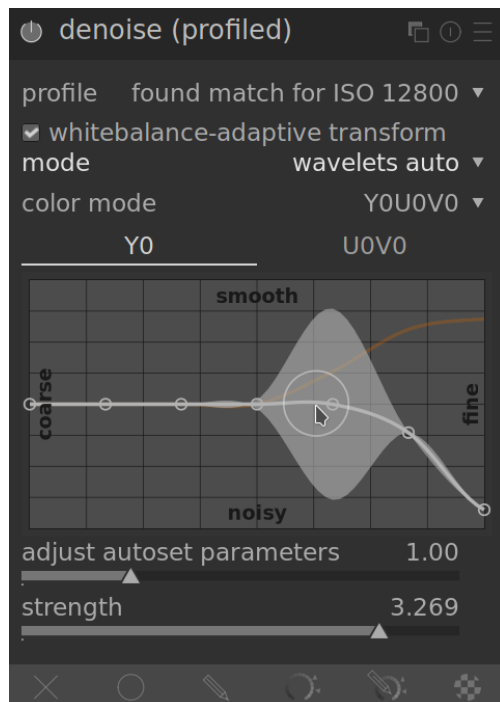 denoise (profiled)
profile found match for ISO 12800
whitebalance-adaptive transform
mode wavelets auto
color mode Y0U0V0
Y0 U0V0
smooth
coarse
fine
noisy
adjust autoset parameters 1.00
strength 3.269